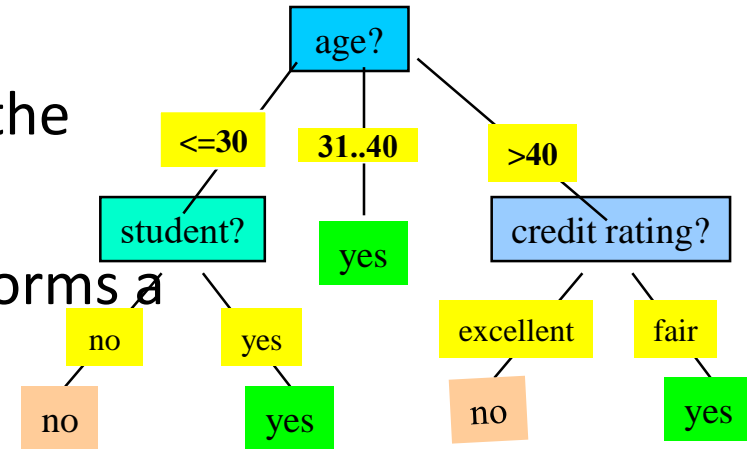 age?
the
<=30
31..40
>40
student?
yes
credit rating?
orms a
no
yes
excellent
fair
no
yes
no
yes